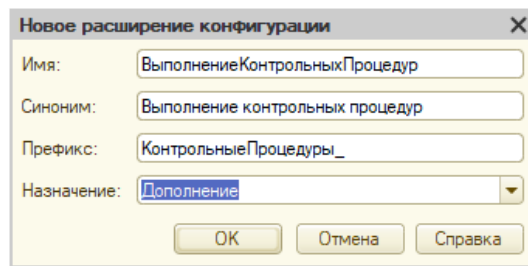 Новое расширение конфигурации
Имя: ВыполнениеКонтрольныхПроцедур
Синоним: Выполнение контрольных процедур
Префикс: КонтрольныеПроцедуры_
Назначение: Дополнение
OK Отмена Справка